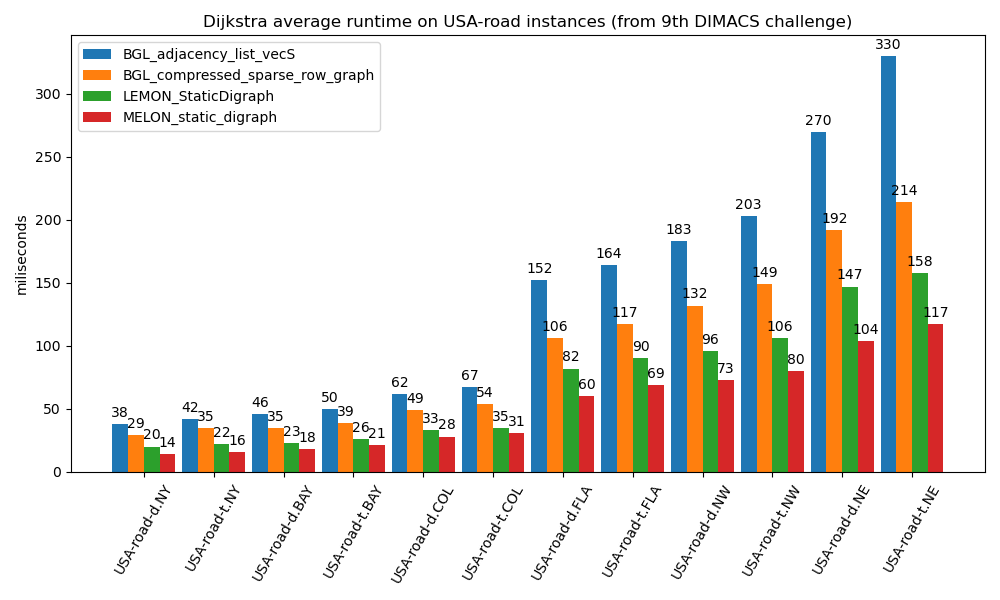 Dijkstra average runtime on USA-road instances (from 9th DIMACS challenge)
BGL_adjacency_list_vecS
BGL_compressed_sparse_row_graph
LEMON_StaticDigraph
MELON_static_digraph
miliseconds
300
250
200
150
100
50
0
38 29 20 14
42 35 22 16
46 35 23 18
50 39 26 21
62 49 33 28
67 54 35 31
152 106 82 60
164 117 90 69
183 132 96 73
203 149 106 80
270 192 147 104
330 214 158 117
USA-road-d.NY
USA-road-t.NY
USA-road-d.BAY
USA-road-t.BAY
USA-road-d.COL
USA-road-t.COL
USA-road-d.FLA
USA-road-t.FLA
USA-road-d.NW
USA-road-t.NW
USA-road-d.NE
USA-road-t.NE